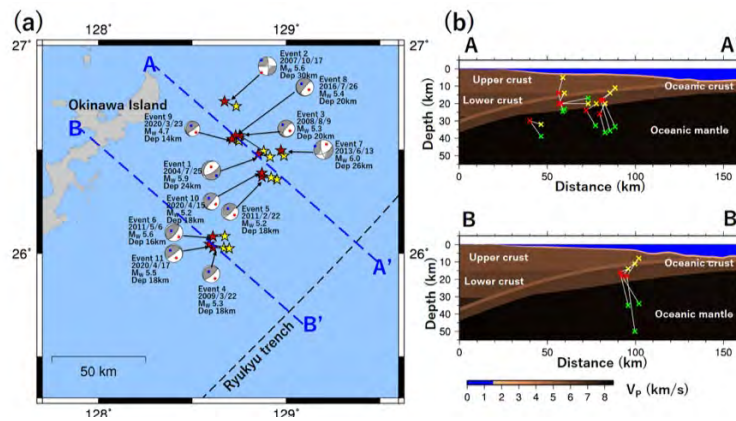 (a)
128°
129°
27°
27°
26°
26°
128°
129°
Okinawa Island
A
A'
B
B'
Event 2
2007/10/17
Mw 5.6
Dep 30km
Event 8
2016/7/26
Mw 5.4
Dep 20km
Event 9
2020/3/23
Mw 4.7
Dep 14km
Event 3
2008/8/9
Mw 5.3
Dep 20km
Event 7
2013/6/13
Mw 6.0
Dep 26km
Event 1
2004/7/25
Mw 5.9
Dep 24km
Event 10
2020/4/15
Mw 5.2
Dep 18km
Event 5
2011/2/22
Mw 5.2
Dep 18km
Event 6
2011/5/6
Mw 5.6
Dep 16km
Event 11
2020/4/17
Mw 5.5
Dep 18km
Event 4
2009/3/22
Mw 5.3
Dep 18km
Ryukyu trench
50 km
(b)
A
A
Upper crust
Oceanic crust
Lower crust
Oceanic mantle
Depth (km)
0
10
20
30
40
50
0
50
100
150
Distance (km)
B
B
Upper crust
Oceanic crust
Lower crust
Oceanic mantle
Depth (km)
0
10
20
30
40
50
0
50
100
150
Distance (km)
0 1 2 3 4 5 6 7 8
VP (km/s)